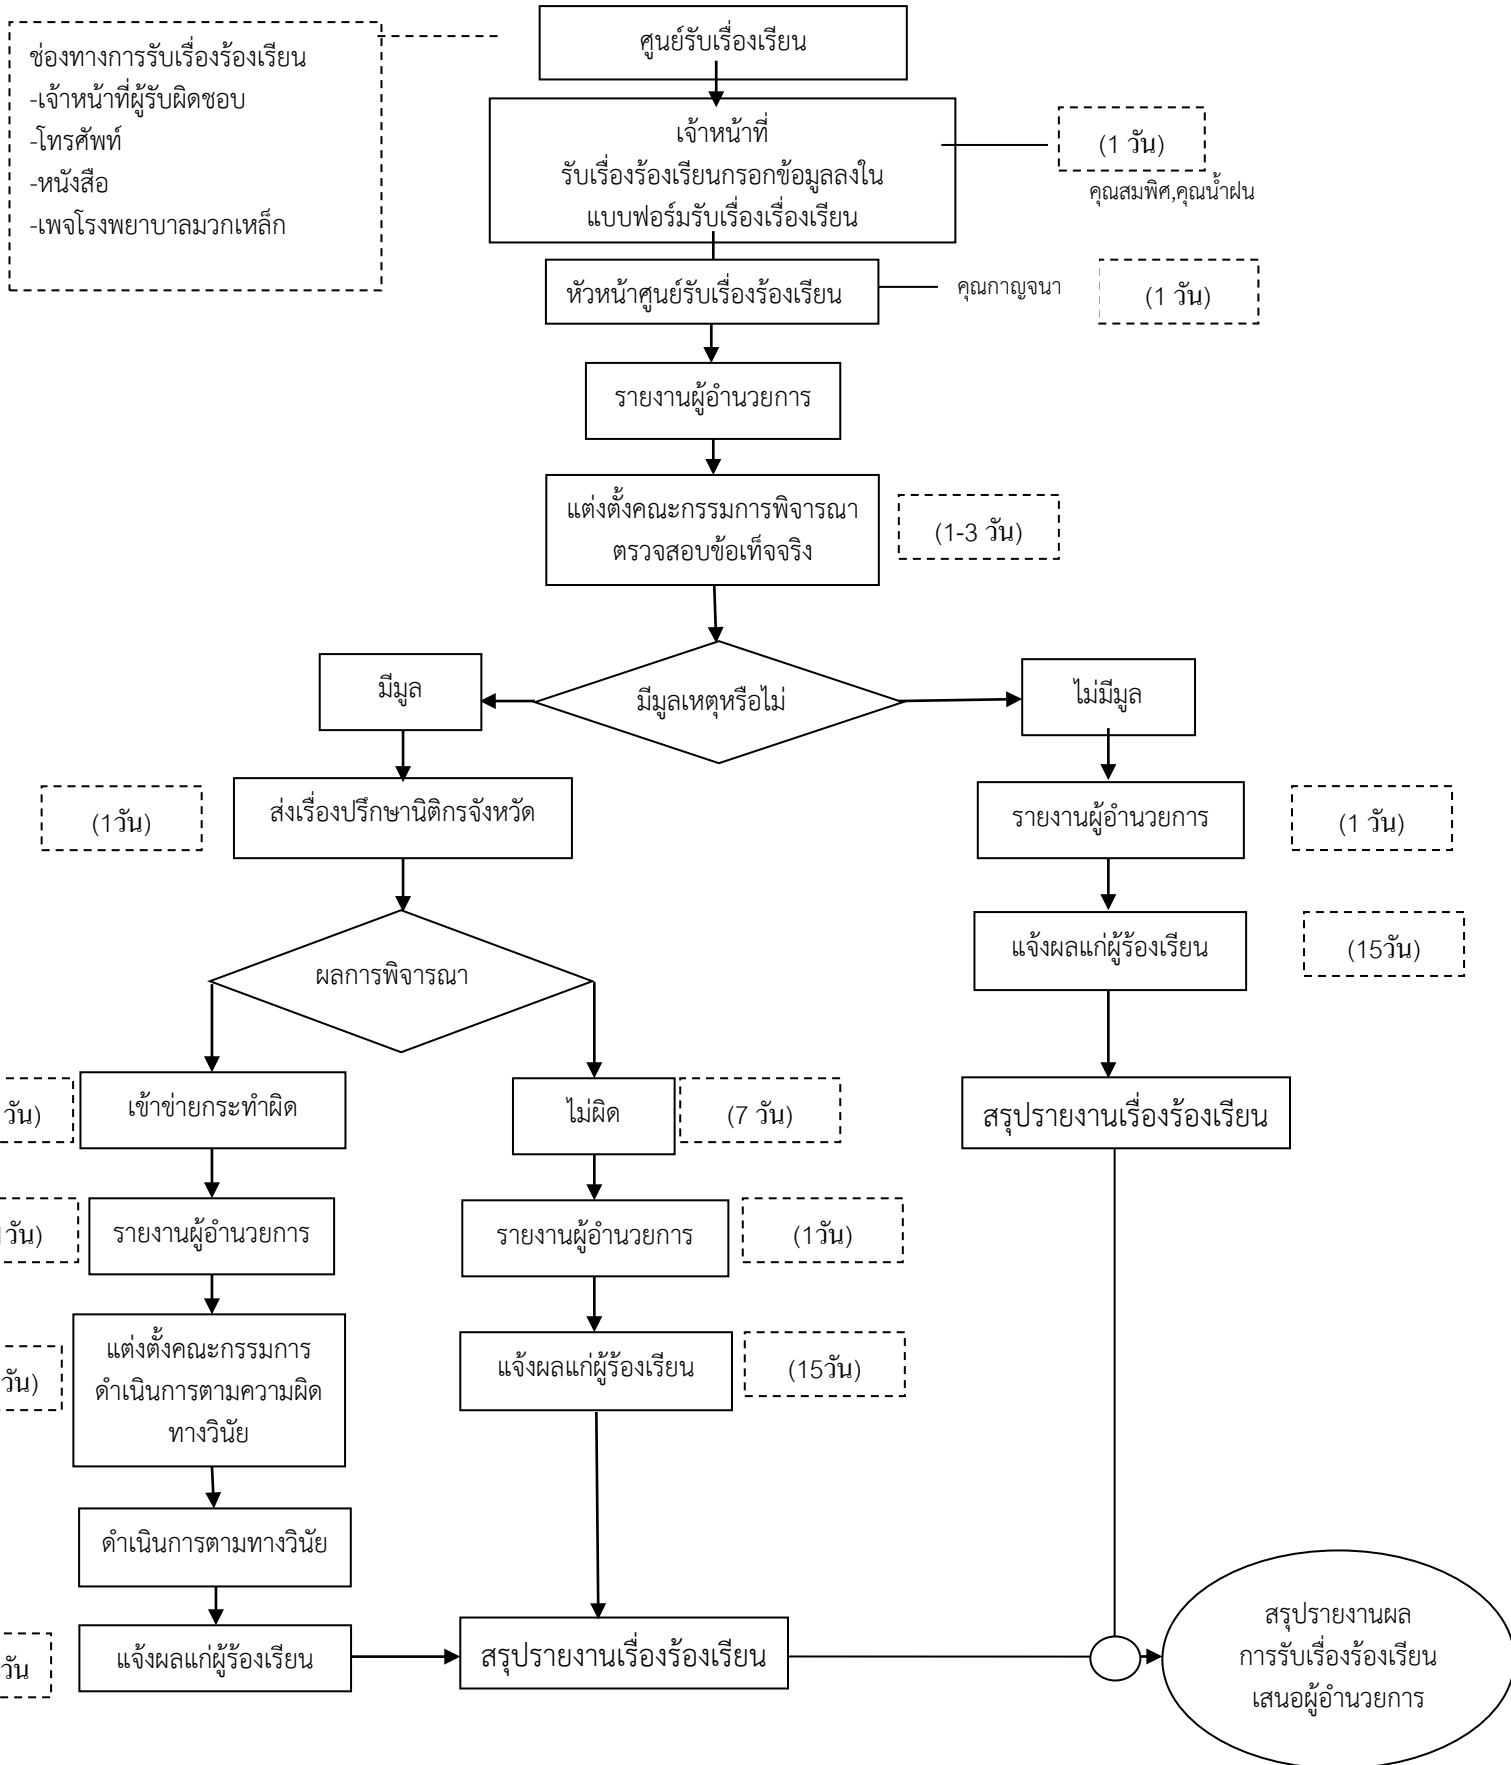 ศูนย์รับเรื่องเรียน
ช่องทางการรับเรื่องร้องเรียน
-เจ้าหน้าที่ผู้รับผิดชอบ
-โทรศัพท์
-หนังสือ
-เพจโรงพยาบาลมวกเหล็ก
เจ้าหน้าที่
รับเรื่องร้องเรียนกรอกข้อมูลลงใน
แบบฟอร์มรับเรื่องเรื่องเรียน
(1 วัน)
คุณสมพิศ,คุณน้ำฝน
หัวหน้าศูนย์รับเรื่องร้องเรียน
คุณกาญจนา
(1 วัน)
รายงานผู้อำนวยการ
แต่งตั้งคณะกรรมการพิจารณา
ตรวจสอบข้อเท็จจริง
(1-3 วัน)
มีมูล
มีมูลเหตุหรือไม่
ไม่มีมูล
(1วัน)
ส่งเรื่องปรึกษานิติกรจังหวัด
รายงานผู้อำนวยการ
(1 วัน)
ผลการพิจารณา
แจ้งผลแก่ผู้ร้องเรียน
(15วัน)
วัน)
เข้าข่ายกระทำผิด
ไม่ผิด
(7 วัน)
สรุปรายงานเรื่องร้องเรียน
วัน)
รายงานผู้อำนวยการ
รายงานผู้อำนวยการ
(1วัน)
วัน)
แต่งตั้งคณะกรรมการ
ดำเนินการตามความผิด
ทางวินัย
แจ้งผลแก่ผู้ร้องเรียน
(15วัน)
ดำเนินการตามทางวินัย
วัน
แจ้งผลแก่ผู้ร้องเรียน
สรุปรายงานเรื่องร้องเรียน
สรุปรายงานผล
การรับเรื่องร้องเรียน
เสนอผู้อำนวยการ